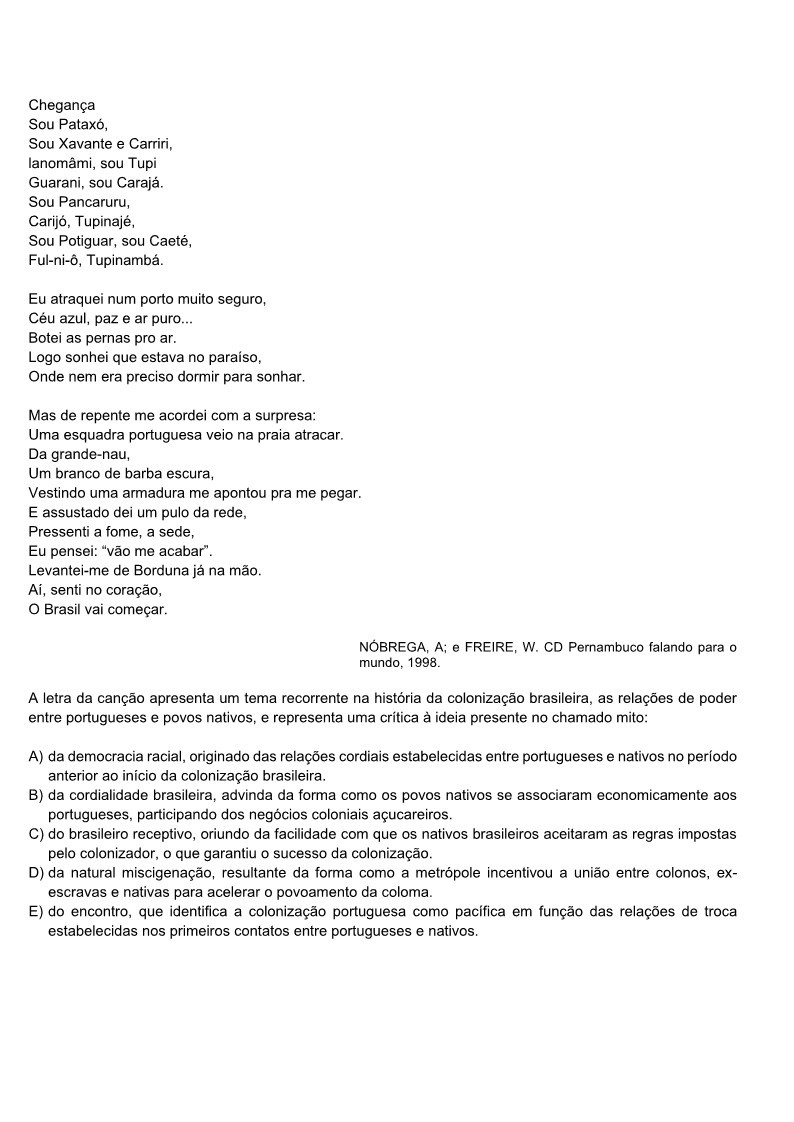 Chegança
Sou Pataxó,
Sou Xavante e Carriri,
Ianomâmi, sou Tupi
Guarani, sou Carajá.
Sou Pancaruru,
Carijó, Tupinajé,
Sou Potiguar, sou Caeté,
Ful-ni-ô, Tupinambá.
Eu atraquei num porto muito seguro,
Céu azul, paz e ar puro...
Botei as pernas pro ar.
Logo sonhei que estava no paraíso,
Onde nem era preciso dormir para sonhar.
Mas de repente me acordei com a surpresa:
Uma esquadra portuguesa veio na praia atracar.
Da grande-nau,
Um branco de barba escura,
Vestindo uma armadura me apontou pra me pegar.
E assustado dei um pulo da rede,
Pressenti a fome, a sede,
Eu pensei: “vão me acabar”.
Levantei-me de Borduna já na mão.
Aí, senti no coração,
O Brasil vai começar.
NÓBREGA, A; e FREIRE, W. CD Pernambuco falando para o
mundo, 1998.
A letra da canção apresenta um tema recorrente na história da colonização brasileira, as relações de poder
entre portugueses e povos nativos, e representa uma crítica à ideia presente no chamado mito:
A) da democracia racial, originado das relações cordiais estabelecidas entre portugueses e nativos no período
anterior ao início da colonização brasileira.
B) da cordialidade brasileira, advinda da forma como os povos nativos se associaram economicamente aos
portugueses, participando dos negócios coloniais açucareiros.
C) do brasileiro receptivo, oriundo da facilidade com que os nativos brasileiros aceitaram as regras impostas
pelo colonizador, o que garantiu o sucesso da colonização.
D) da natural miscigenação, resultante da forma como a metrópole incentivou a união entre colonos, ex-
escravas e nativas para acelerar o povoamento da coloma.
E) do encontro, que identifica a colonização portuguesa como pacífica em função das relações de troca
estabelecidas nos primeiros contatos entre portugueses e nativos.